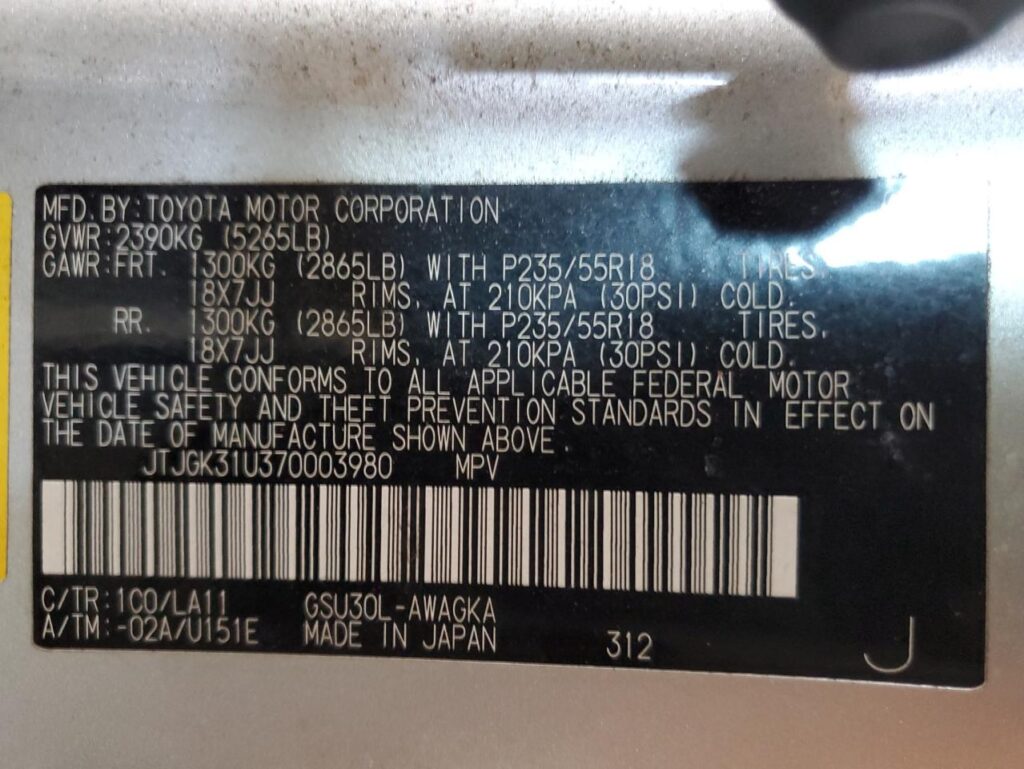 MFD. BY: TOYOTA MOTOR CORPORATION
GVWR: 2390KG (5265LB)
GAWR: FRT. 1300KG (2865LB) WITH P235/55R18 TIRES,
18X7JJ RIMS, AT 210KPA (30PSI) COLD.
RR. 1300KG (2865LB) WITH P235/55R18 TIRES,
18X7JJ RIMS, AT 210KPA (30PSI) COLD.
THIS VEHICLE CONFORMS TO ALL APPLICABLE FEDERAL MOTOR
VEHICLE SAFETY AND THEFT PREVENTION STANDARDS IN EFFECT ON
THE DATE OF MANUFACTURE SHOWN ABOVE.
JTJGK31U370003980 MPV
C/TR: 1C0/LA11 GSU30L-AWAGKA
A/TM: -02A/U151E MADE IN JAPAN 312 J